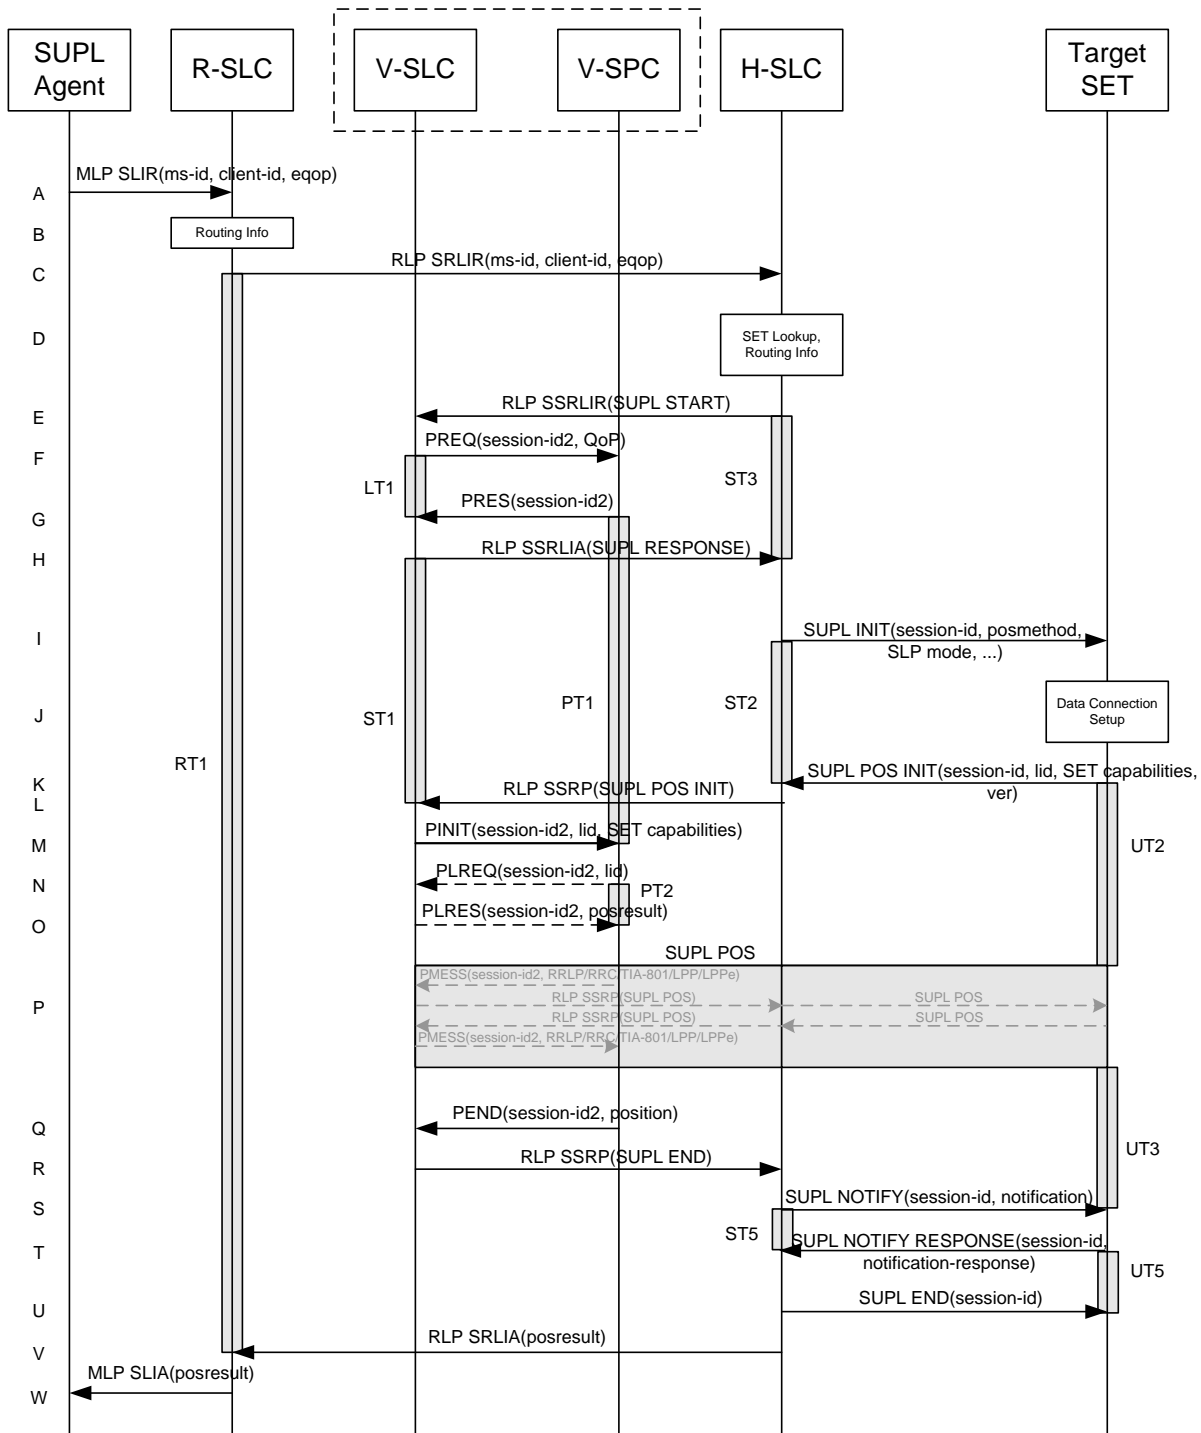 SUPL
Agent
R-SLC
V-SLC
V-SPC
H-SLC
Target
SET
A
MLP SLIR(ms-id, client-id, eqop)
B
Routing Info
C
RLP SRLIR(ms-id, client-id, eqop)
D
SET Lookup,
Routing Info
E
RLP SSRLIR(SUPL START)
F
PREQ(session-id2, QoP)
LT1
ST3
G
PRES(session-id2)
H
RLP SSRLIA(SUPL RESPONSE)
I
SUPL INIT(session-id, posmethod,
SLP mode, ...)
J
ST1
PT1
ST2
Data Connection
Setup
RT1
K
SUPL POS INIT(session-id, lid, SET capabilities,
ver)
L
RLP SSRP(SUPL POS INIT)
M
PINIT(session-id2, lid, SET capabilities)
UT2
N
PLREQ(session-id2, lid)
PT2
O
PLRES(session-id2, posresult)
SUPL POS
P
PMESS(session-id2, RRLP/RRC/TIA-801/LPP/LPPe)
RLP SSRP(SUPL POS)
SUPL POS
RLP SSRP(SUPL POS)
SUPL POS
PMESS(session-id2, RRLP/RRC/TIA-801/LPP/LPPe)
Q
PEND(session-id2, position)
UT3
R
RLP SSRP(SUPL END)
S
SUPL NOTIFY(session-id, notification)
ST5
T
SUPL NOTIFY RESPONSE(session-id,
notification-response)
UT5
U
SUPL END(session-id)
V
RLP SRLIA(posresult)
W
MLP SLIA(posresult)